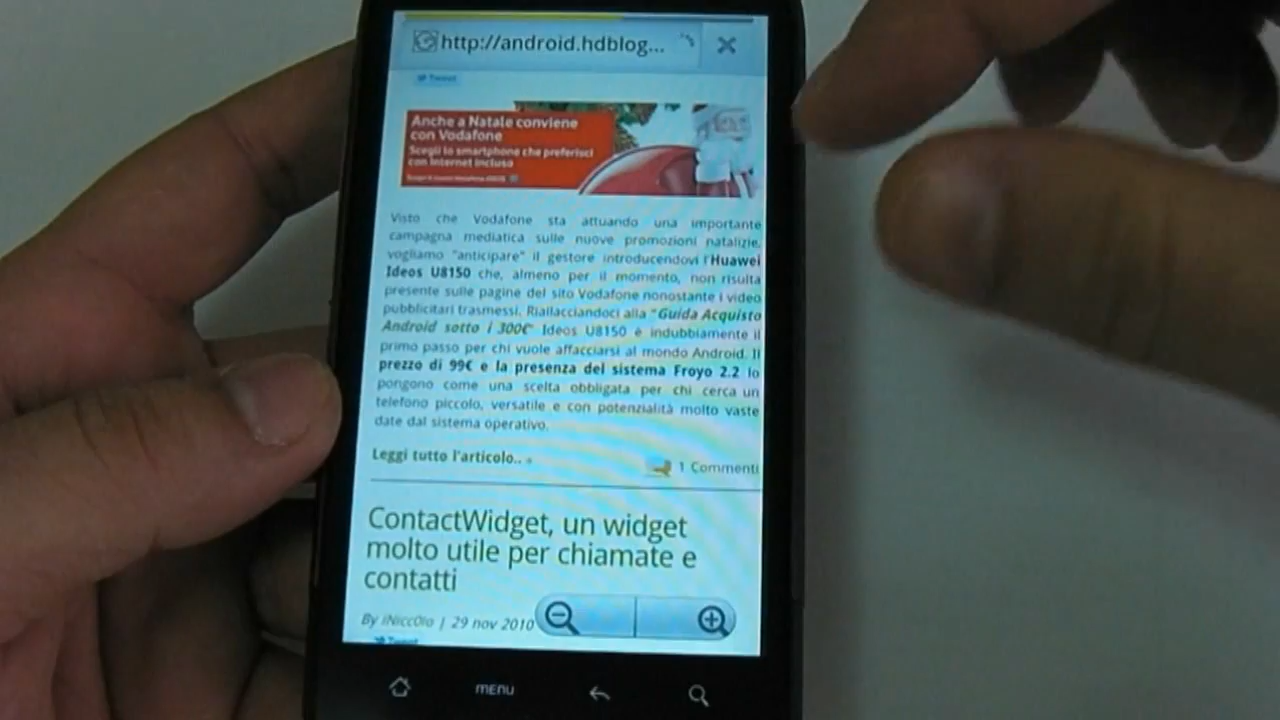 http://android.hdblog...
Tweet
Anche a Natale conviene
con Vodafone
Scegli lo smartphone che preferisci
con Internet incluso
Visto che Vodafone sta attuando una importante
campagna mediatica sulle nuove promozioni natalizie,
vogliamo "anticipare" il gestore introducendovi l'Huawei
Ideos U8150 che, almeno per il momento, non risulta
presente sulle pagine del sito Vodafone nonostante i video
pubblicitari trasmessi. Riallacciandoci alla "Guida Acquisto
Android sotto i 300€" Ideos U8150 è indubbiamente il
primo passo per chi vuole affacciarsi al mondo Android. Il
prezzo di 99€ e la presenza del sistema Froyo 2.2 lo
pongono come una scelta obbligata per chi cerca un
telefono piccolo, versatile e con potenzialità molto vaste
date dal sistema operativo.
Leggi tutto l'articolo.. »
1 Commenti
ContactWidget, un widget
molto utile per chiamate e
contatti
By iNicc0lo | 29 nov 2010
Tweet
MENU